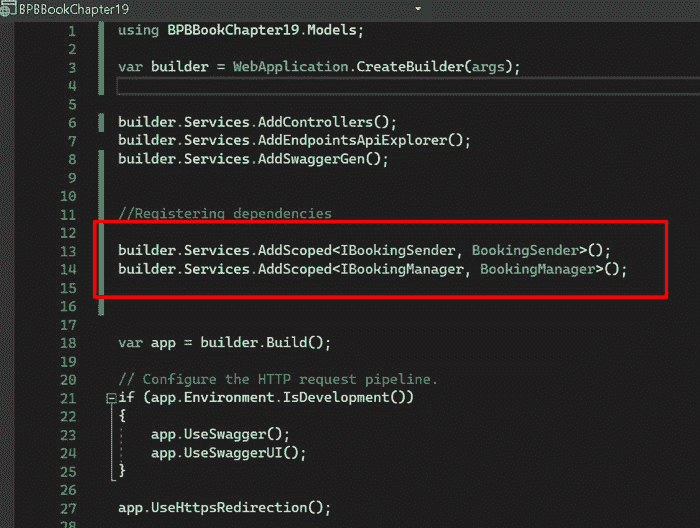 BPBBookChapter19
1 using BPBBookChapter19.Models;
2
3 var builder = WebApplication.CreateBuilder(args);
4
5
6 builder.Services.AddControllers();
7 builder.Services.AddEndpointsApiExplorer();
8 builder.Services.AddSwaggerGen();
9
10
11 //Registering dependencies
12
13 builder.Services.AddScoped<IBookingSender, BookingSender>();
14 builder.Services.AddScoped<IBookingManager, BookingManager>();
15
16
17
18 var app = builder.Build();
19
20 // Configure the HTTP request pipeline.
21 if (app.Environment.IsDevelopment())
22 {
23 app.UseSwagger();
24 app.UseSwaggerUI();
25 }
26
27 app.UseHttpsRedirection();
28